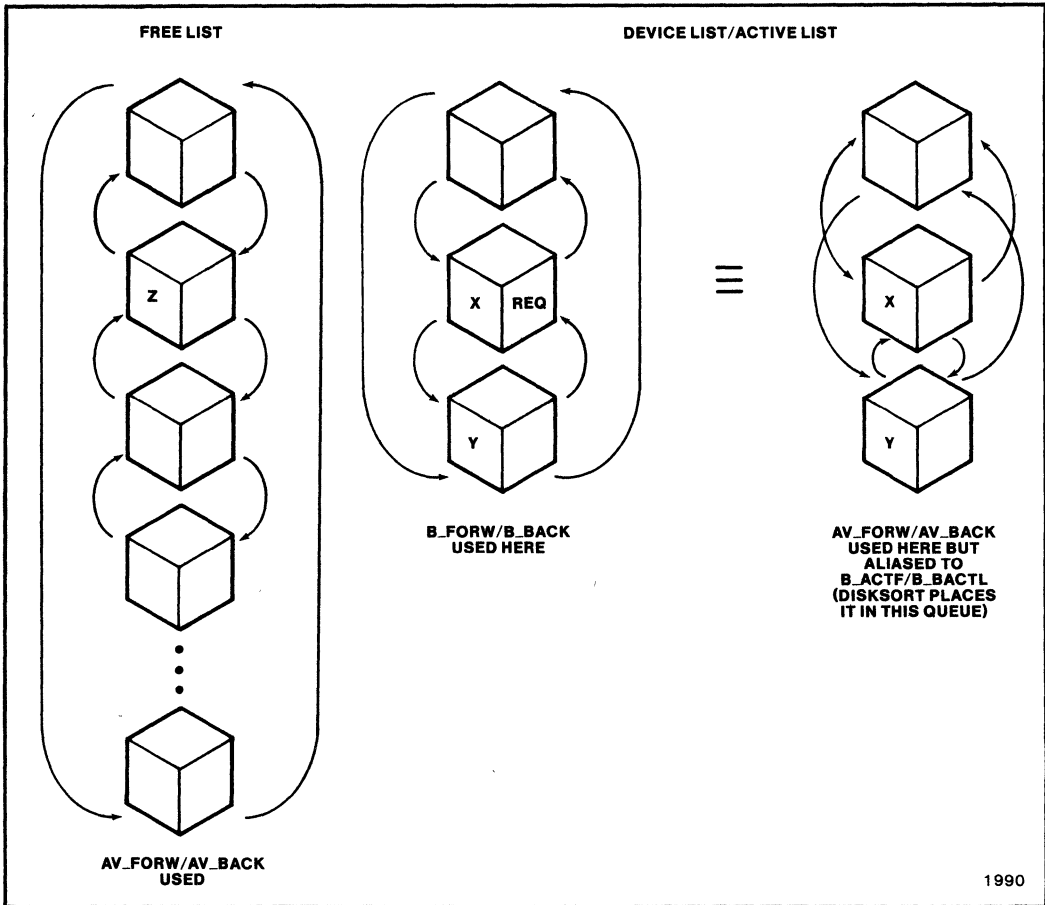 FREE LIST
DEVICE LIST/ACTIVE LIST
Z
X
REQ
Y
X
Y
B_FORW/B_BACK
USED HERE
AV_FORW/AV_BACK
USED HERE BUT
ALIASED TO
B_ACTF/B_BACTL
(DISKSORT PLACES
IT IN THIS QUEUE)
AV_FORW/AV_BACK
USED
1990